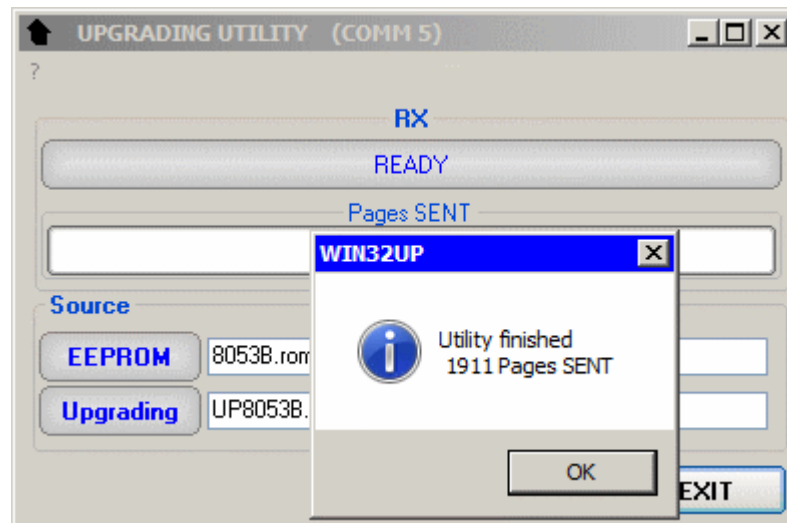 UPGRADING UTILITY (COMM 5)
?
RX
READY
Pages SENT
WIN32UP
Utility finished
1911 Pages SENT
OK
Source
EEPROM 8053B.rom
Upgrading UP8053B.
EXIT